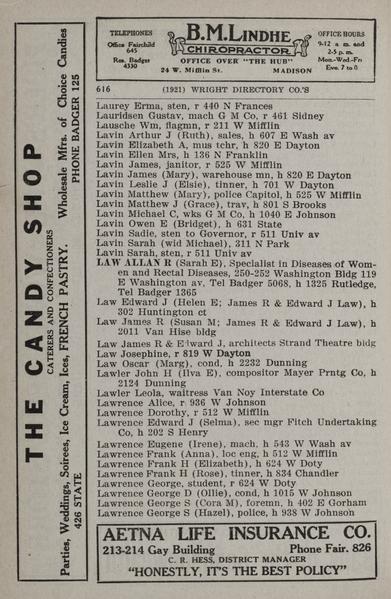 TELEPHONES
Office Fairchild
645
Res. Badger
4330
B.M. LINDHE
CHIROPRACTOR
OFFICE OVER "THE HUB"
24 W. Mifflin St. MADISON
OFFICE HOURS
9-12 a. m. and
2-5 p. m.
Mon.-Wed.-Fri
Eve. 7 to 8
616 (1921) WRIGHT DIRECTORY CO.'S
Laurey Erma, sten, r 440 N Frances
Lauridsen Gustav, mach G M Co, r 461 Sidney
Lausche Wm, flagmn, r 211 W Mifflin
Lavin Arthur J (Ruth), sales, h 607 E Wash av
Lavin Elizabeth A, mus tchr, h 820 E Dayton
Lavin Ellen Mrs, h 136 N Franklin
Lavin James, janitor, r 525 W Mifflin
Lavin James (Mary), warehouse mn, h 820 E Dayton
Lavin Leslie J (Elsie), tinner, h 701 W Dayton
Lavin Matthew (Mary), police Capitol, h 525 W Mifflin
Lavin Matthew J (Grace), trav, h 801 S Brooks
Lavin Michael C, wks G M Co, h 1040 E Johnson
Lavin Owen E (Bridget), h 631 State
Lavin Sadie, sten to Governor, r 511 Univ av
Lavin Sarah (wid Michael), 311 N Park
Lavin Sarah, sten, r 511 Univ av
LAW ALLAN R (Sarah E), Specialist in Diseases of Wom-
en and Rectal Diseases, 250-252 Washington Bldg 119
E Washington av, Tel Badger 5068, h 1325 Rutledge,
Tel Badger 1365
Law Edward J (Helen E; James R & Edward J Law), h
302 Huntington ct
Law James R (Susan M; James R & Edward J Law), h
2011 Van Hise bldg
Law James R & Edward J, architects Strand Theatre bldg
Law Josephine, r 819 W Dayton
Law Oscar (Marg), cond, h 2232 Dunning
Lawler John H (Ilva E), compositor Mayer Prntg Co, h
2124 Dunning
Lawler Leola, waitress Van Noy Interstate Co
Lawrence Alice, r 936 W Johnson
Lawrence Dorothy, r 512 W Mifflin
Lawrence Edward J (Selma), sec mgr Fitch Undertaking
Co, h 202 S Henry
Lawrence Eugene (Irene), mach, h 543 W Wash av
Lawrence Frank (Anna), loc eng, h 512 W Mifflin
Lawrence Frank H (Elizabeth), h 624 W Doty
Lawrence Frank H (Rose), tinner, h 834 Chandler
Lawrence George, student, r 624 W Doty
Lawrence George D (Ollie), cond, h 1015 W Johnson
Lawrence George S (Cora M), foremn, h 402 E Gorham
Lawrence George S (Hazel), police, h 938 W Johnson
THE CANDY SHOP
CATERERS AND CONFECTIONERS Wholesale Mfrs. of Choice Candies
Parties, Weddings, Soirees, Ice Cream, Ices, FRENCH PASTRY.
426 STATE PHONE BADGER 125
AETNA LIFE INSURANCE CO.
213-214 Gay Building Phone Fair. 826
C. R. HESS, DISTRICT MANAGER
"HONESTLY, IT'S THE BEST POLICY"